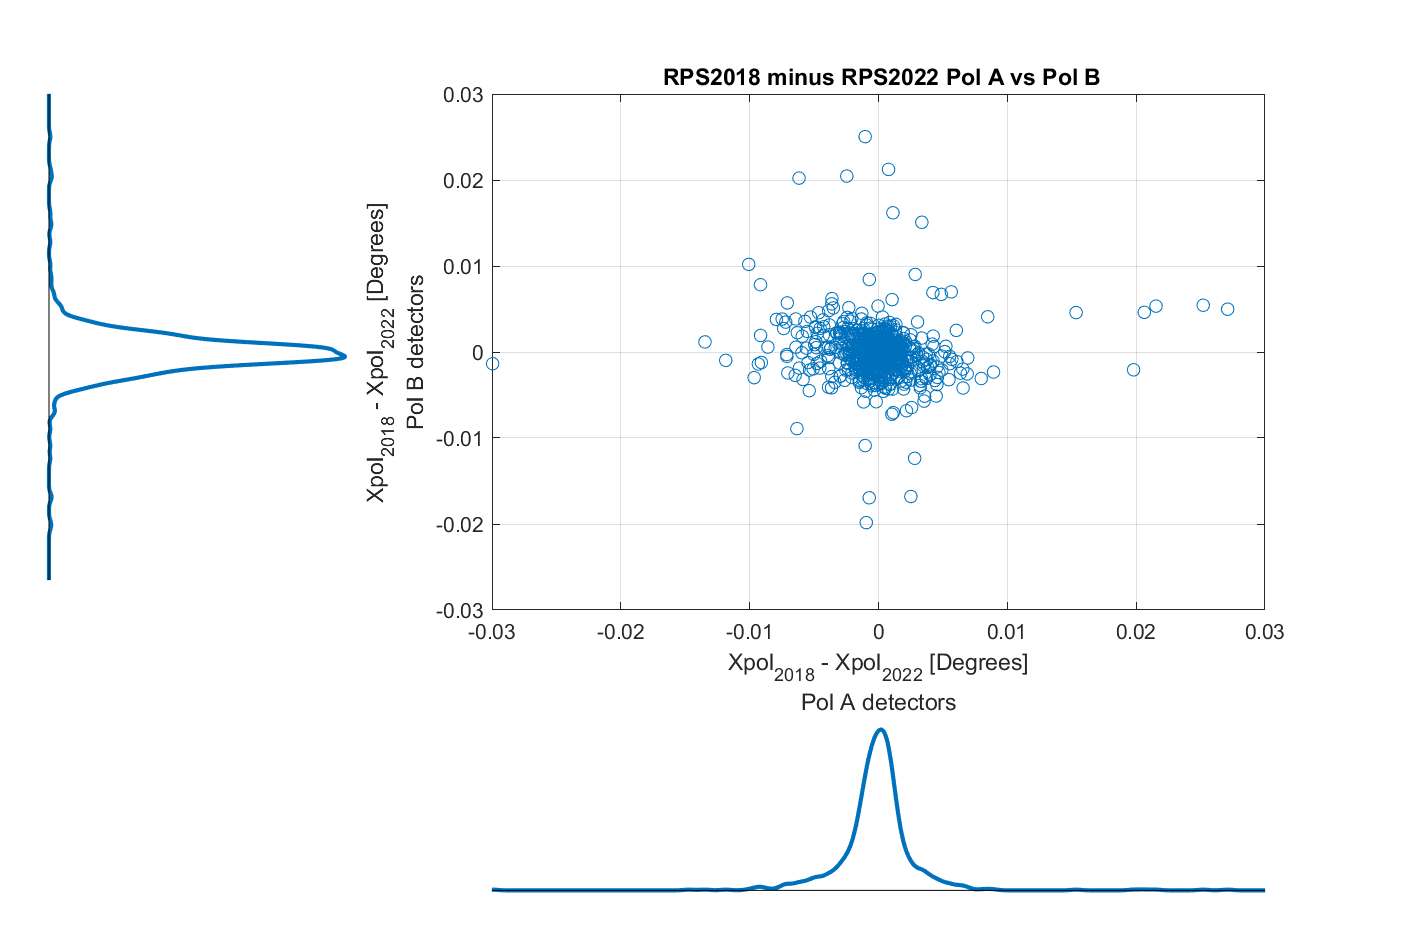 RPS2018 minus RPS2022 Pol A vs Pol B
0.03
0.02
0.01
0
-0.01
-0.02
-0.03
Xpol2018 - Xpol2022 [Degrees]
Pol B detectors
-0.03 -0.02 -0.01 0 0.01 0.02 0.03
Xpol2018 - Xpol2022 [Degrees]
Pol A detectors